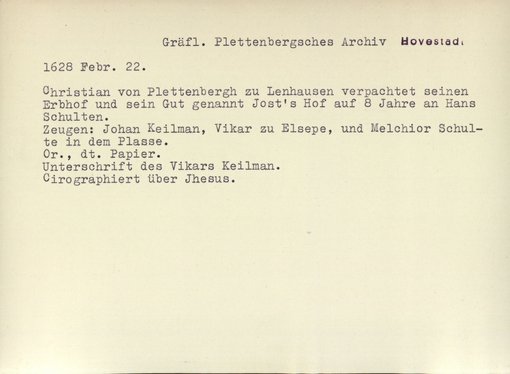 Gräfl. Plettenbergsches Archiv Hovestadt
1628 Febr. 22.
Christian von Plettenbergh zu Lenhausen verpachtet seinen
Erbhof und sein Gut genannt Jost's Hof auf 8 Jahre an Hans
Schulten.
Zeugen: Johan Keilman, Vikar zu Elsepe, und Melchior Schul-
te in dem Plasse.
Or., dt. Papier.
Unterschrift des Vikars Keilman.
Cirographiert über Jhesus.